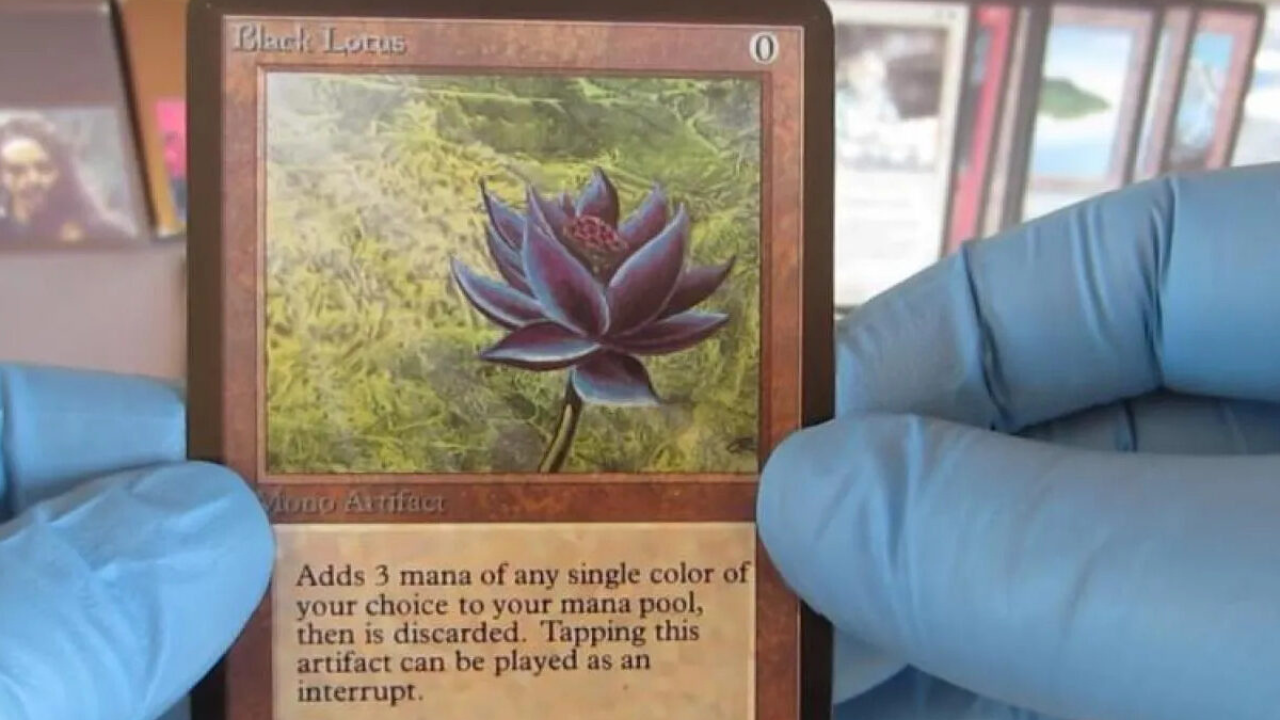 Black Lotus
0
Mono Artifact
Adds 3 mana of any single color of
your choice to your mana pool,
then is discarded. Tapping this
artifact can be played as an
interrupt.